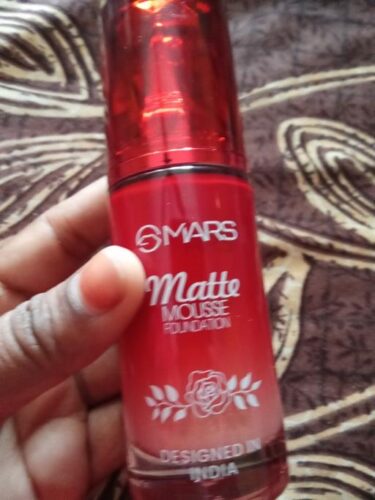 MARS
Matte
MOUSSE
FOUNDATION
DESIGNED IN
INDIA